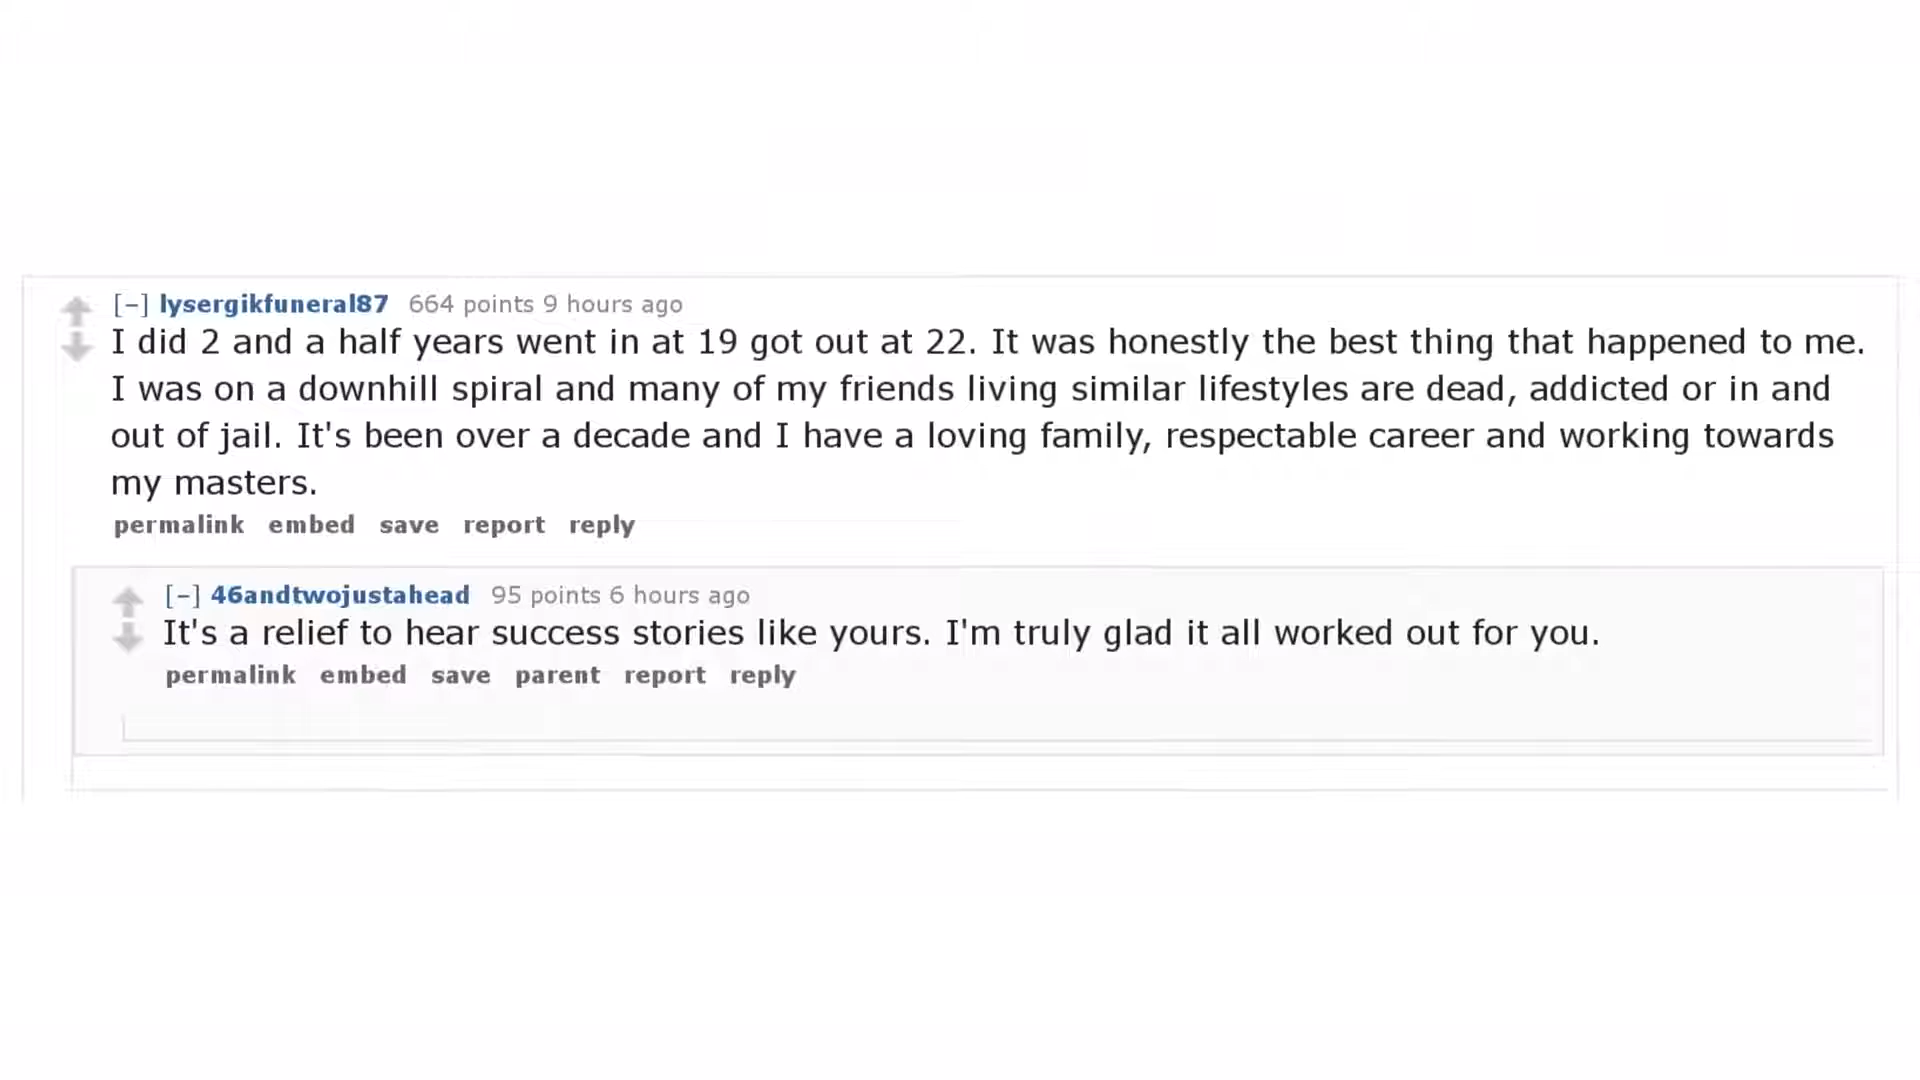 [–] lysergikfuneral87 664 points 9 hours ago
I did 2 and a half years went in at 19 got out at 22. It was honestly the best thing that happened to me.
I was on a downhill spiral and many of my friends living similar lifestyles are dead, addicted or in and
out of jail. It's been over a decade and I have a loving family, respectable career and working towards
my masters.
permalink embed save report reply
[–] 46andtwojustahead 95 points 6 hours ago
It's a relief to hear success stories like yours. I'm truly glad it all worked out for you.
permalink embed save parent report reply